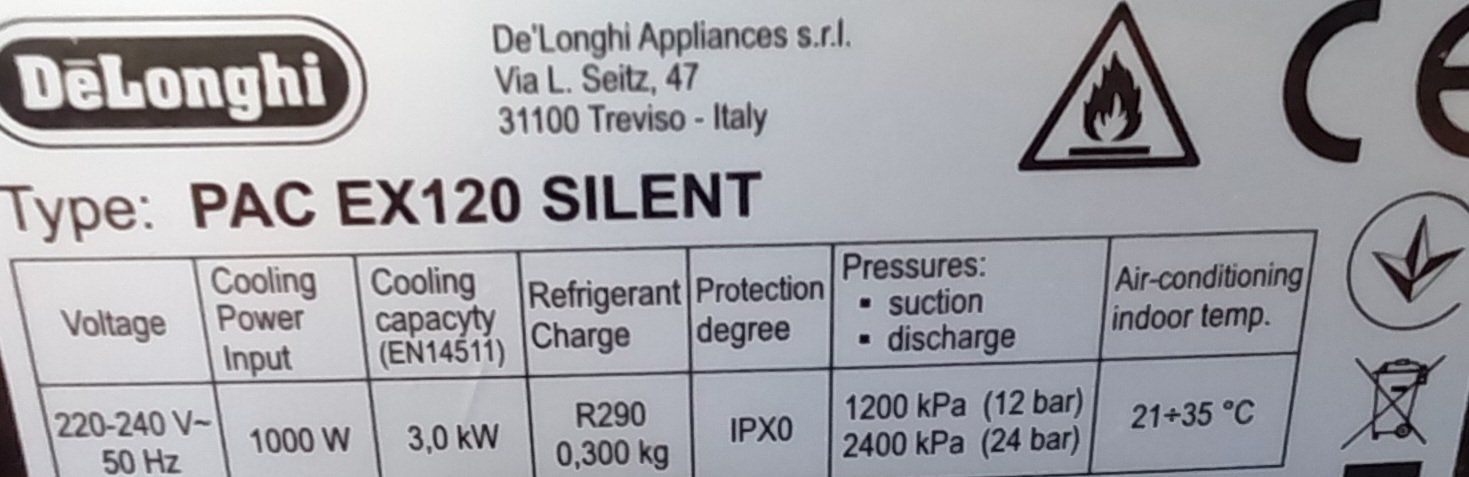 DeLonghi
De'Longhi Appliances s.r.l.
Via L. Seitz, 47
31100 Treviso - Italy
CE
Type: PAC EX120 SILENT
Voltage
Cooling
Power
Input
Cooling
capacyty
(EN14511)
Refrigerant
Charge
Protection
degree
Pressures:
▪ suction
▪ discharge
Air-conditioning
indoor temp.
220-240 V~
50 Hz
1000 W
3,0 kW
R290
0,300 kg
IPX0
1200 kPa (12 bar)
2400 kPa (24 bar)
21÷35 °C